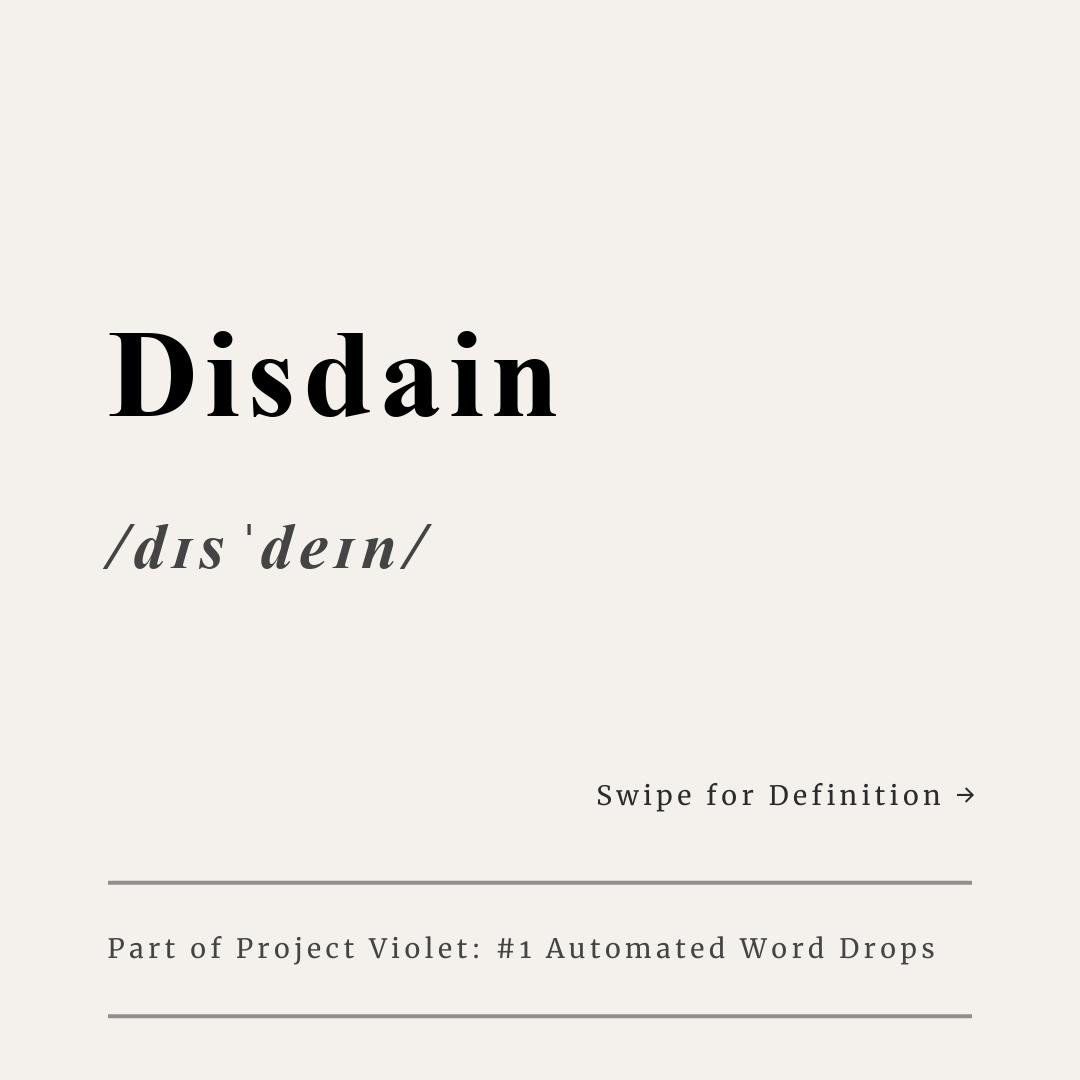 Disdain
/dɪsˈdeɪn/
Swipe for Definition →
Part of Project Violet: #1 Automated Word Drops